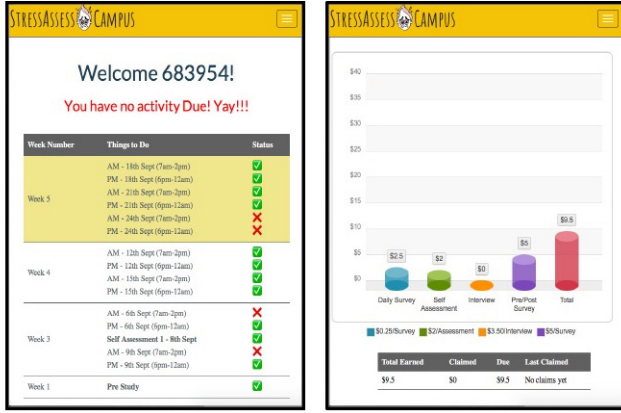 STRESSASSESS CAMPUS
Welcome 683954!
You have no activity Due! Yay!!!
Week Number Things to Do Status
Week 5
AM - 18th Sept (7am-2pm)
PM - 18th Sept (6pm-12am)
AM - 21th Sept (7am-2pm)
PM - 21th Sept (6pm-12am)
AM - 24th Sept (7am-2pm)
PM - 24th Sept (6pm-12am)
Week 4
AM - 12th Sept (7am-2pm)
PM - 12th Sept (6pm-12am)
AM - 15th Sept (7am-2pm)
PM - 15th Sept (6pm-12am)
Week 3
AM - 6th Sept (7am-2pm)
PM - 6th Sept (6pm-12am)
Self Assessment 1 - 8th Sept
AM - 9th Sept (7am-2pm)
PM - 9th Sept (6pm-12am)
Week 1 Pre Study
STRESSASSESS CAMPUS
$40
$35
$30
$25
$20
$15
$10
$5
$0
$2.5
$2
$0
$5
$9.5
Daily Survey
Self Assessment
Interview
Pre/Post Survey
Total
$0.25/Survey $2/Assessment $3.50Interview $5/Survey
Total Earned Claimed Due Last Claimed
$9.5 $0 $9.5 No claims yet